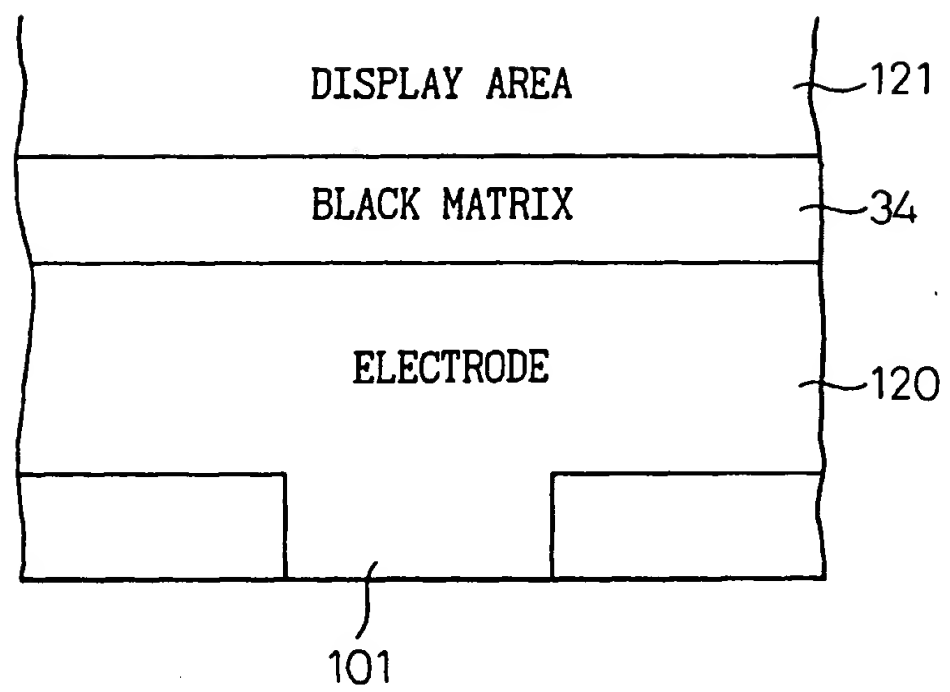 DISPLAY AREA
121
BLACK MATRIX
34
ELECTRODE
120
101